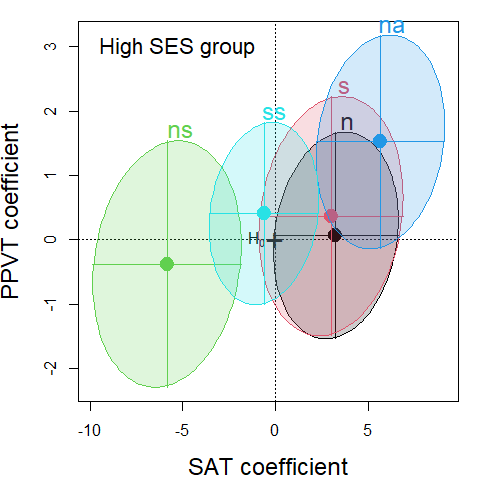 na
High SES group
s
ss
n
ns
H0
3
2
1
0
-1
-2
PPVT coefficient
-10
-5
0
5
SAT coefficient